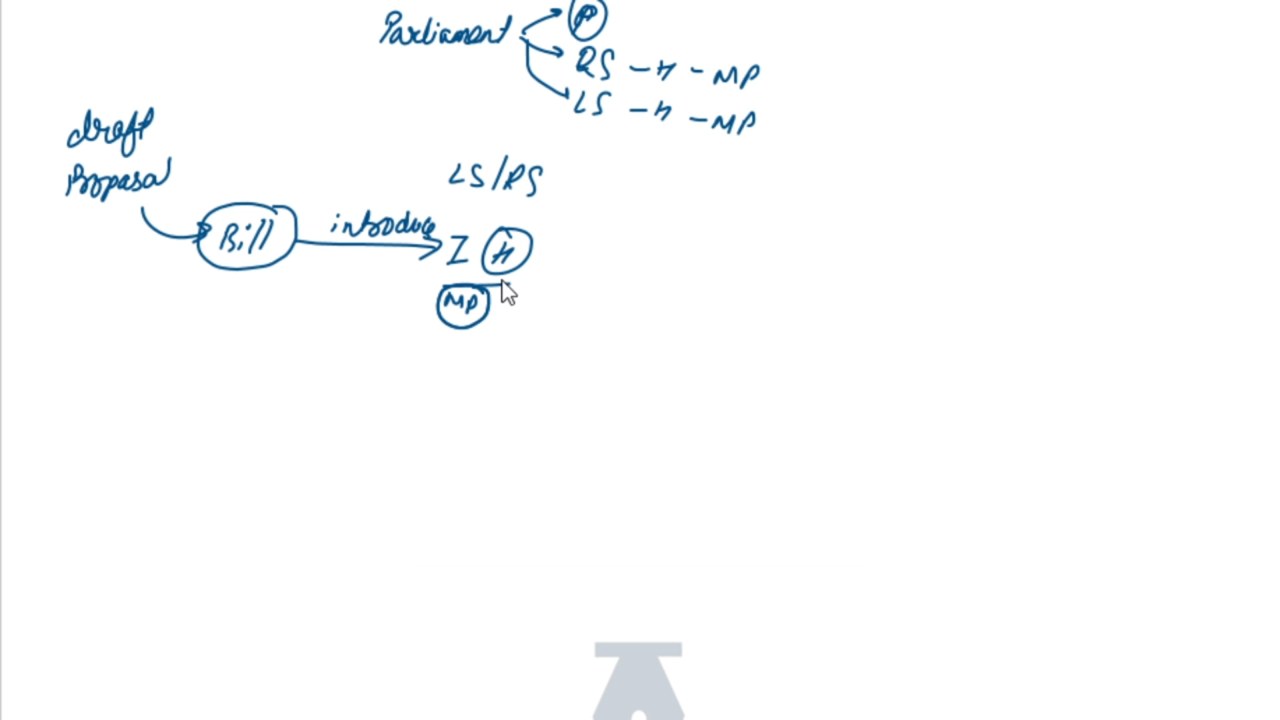 Parliament
P
RS - H - MP
LS - H - MP
draft
Proposal
LS/RS
Bill
introduce
I H
MP